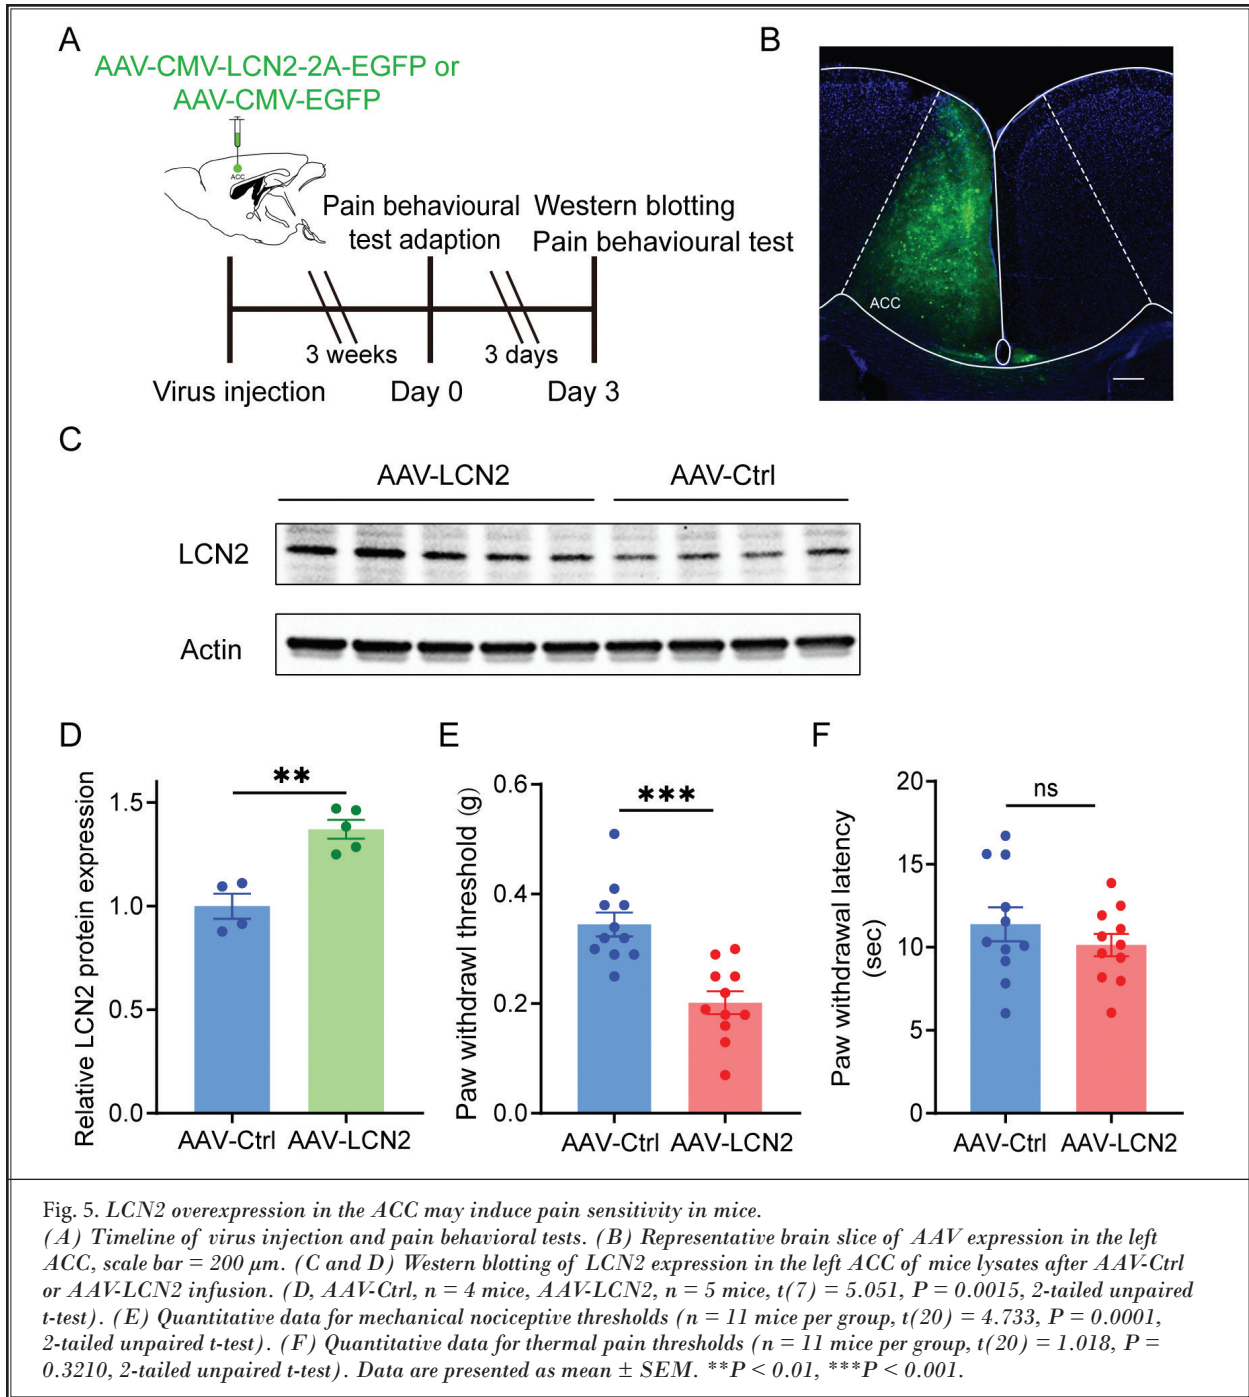 A
AAV-CMV-LCN2-2A-EGFP or
AAV-CMV-EGFP
ACC
Pain behavioural
test adaption
Western blotting
Pain behavioural test
3 weeks
3 days
Virus injection
Day 0
Day 3
B
ACC
C
AAV-LCN2
AAV-Ctrl
LCN2
Actin
D
Relative LCN2 protein expression
1.5
1.0
0.5
0.0
**
AAV-Ctrl
AAV-LCN2
E
Paw withdrawl threshold (g)
0.6
0.4
0.2
0.0
***
AAV-Ctrl
AAV-LCN2
F
Paw withdrawal latency
(sec)
20
15
10
5
0
ns
AAV-Ctrl
AAV-LCN2
Fig. 5. LCN2 overexpression in the ACC may induce pain sensitivity in mice.
(A) Timeline of virus injection and pain behavioral tests. (B) Representative brain slice of AAV expression in the left
ACC, scale bar = 200 μm. (C and D) Western blotting of LCN2 expression in the left ACC of mice lysates after AAV-Ctrl
or AAV-LCN2 infusion. (D, AAV-Ctrl, n = 4 mice, AAV-LCN2, n = 5 mice, t(7) = 5.051, P = 0.0015, 2-tailed unpaired
t-test). (E) Quantitative data for mechanical nociceptive thresholds (n = 11 mice per group, t(20) = 4.733, P = 0.0001,
2-tailed unpaired t-test). (F) Quantitative data for thermal pain thresholds (n = 11 mice per group, t(20) = 1.018, P =
0.3210, 2-tailed unpaired t-test). Data are presented as mean ± SEM. **P < 0.01, ***P < 0.001.